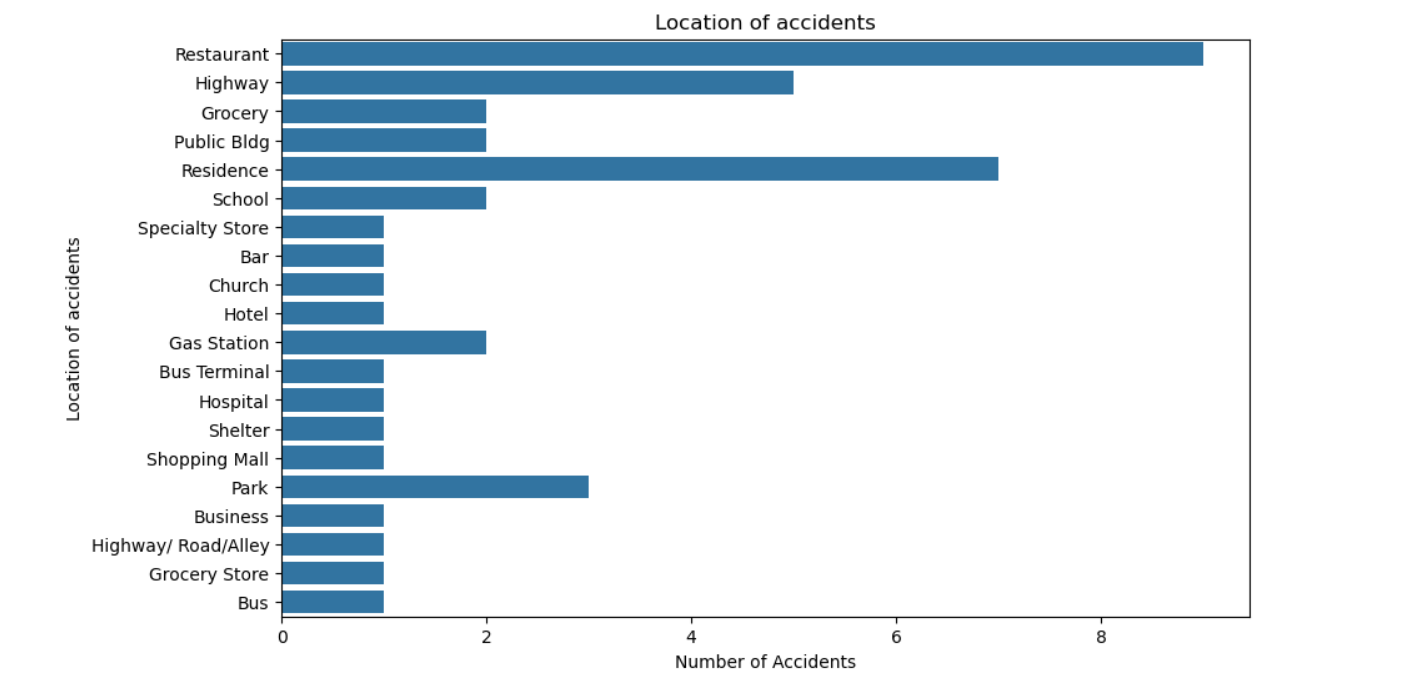 Location of accidents
Restaurant
Highway
Grocery
Public Bldg
Residence
School
Specialty Store
Bar
Church
Hotel
Gas Station
Bus Terminal
Hospital
Shelter
Shopping Mall
Park
Business
Highway/ Road/Alley
Grocery Store
Bus
Location of accidents
0 2 4 6 8
Number of Accidents